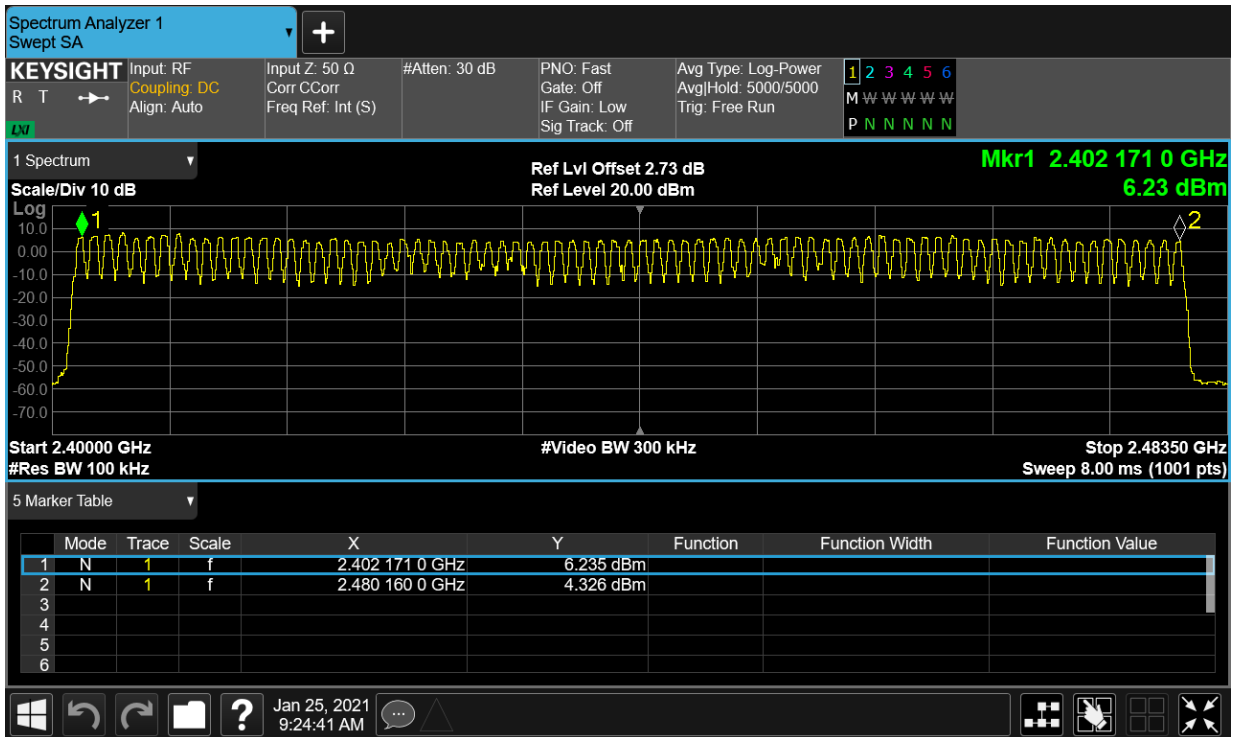 Spectrum Analyzer 1
Swept SA
+
KEYSIGHT Input: RF Input Z: 50 Ω #Atten: 30 dB PNO: Fast Avg Type: Log-Power 1 2 3 4 5 6
R T Coupling: DC Corr CCorr Gate: Off Avg|Hold: 5000/5000 M W W W W W
Align: Auto Freq Ref: Int (S) IF Gain: Low Trig: Free Run
LXI Sig Track: Off P N N N N N
1 Spectrum Ref Lvl Offset 2.73 dB Mkr1 2.402 171 0 GHz
Scale/Div 10 dB Ref Level 20.00 dBm 6.23 dBm
Log
1 2
10.0
0.00
-10.0
-20.0
-30.0
-40.0
-50.0
-60.0
-70.0
Start 2.40000 GHz #Video BW 300 kHz Stop 2.48350 GHz
#Res BW 100 kHz Sweep 8.00 ms (1001 pts)
5 Marker Table
Mode Trace Scale X Y Function Function Width Function Value
1 N 1 f 2.402 171 0 GHz 6.235 dBm
2 N 1 f 2.480 160 0 GHz 4.326 dBm
3
4
5
6
? Jan 25, 2021
9:24:41 AM